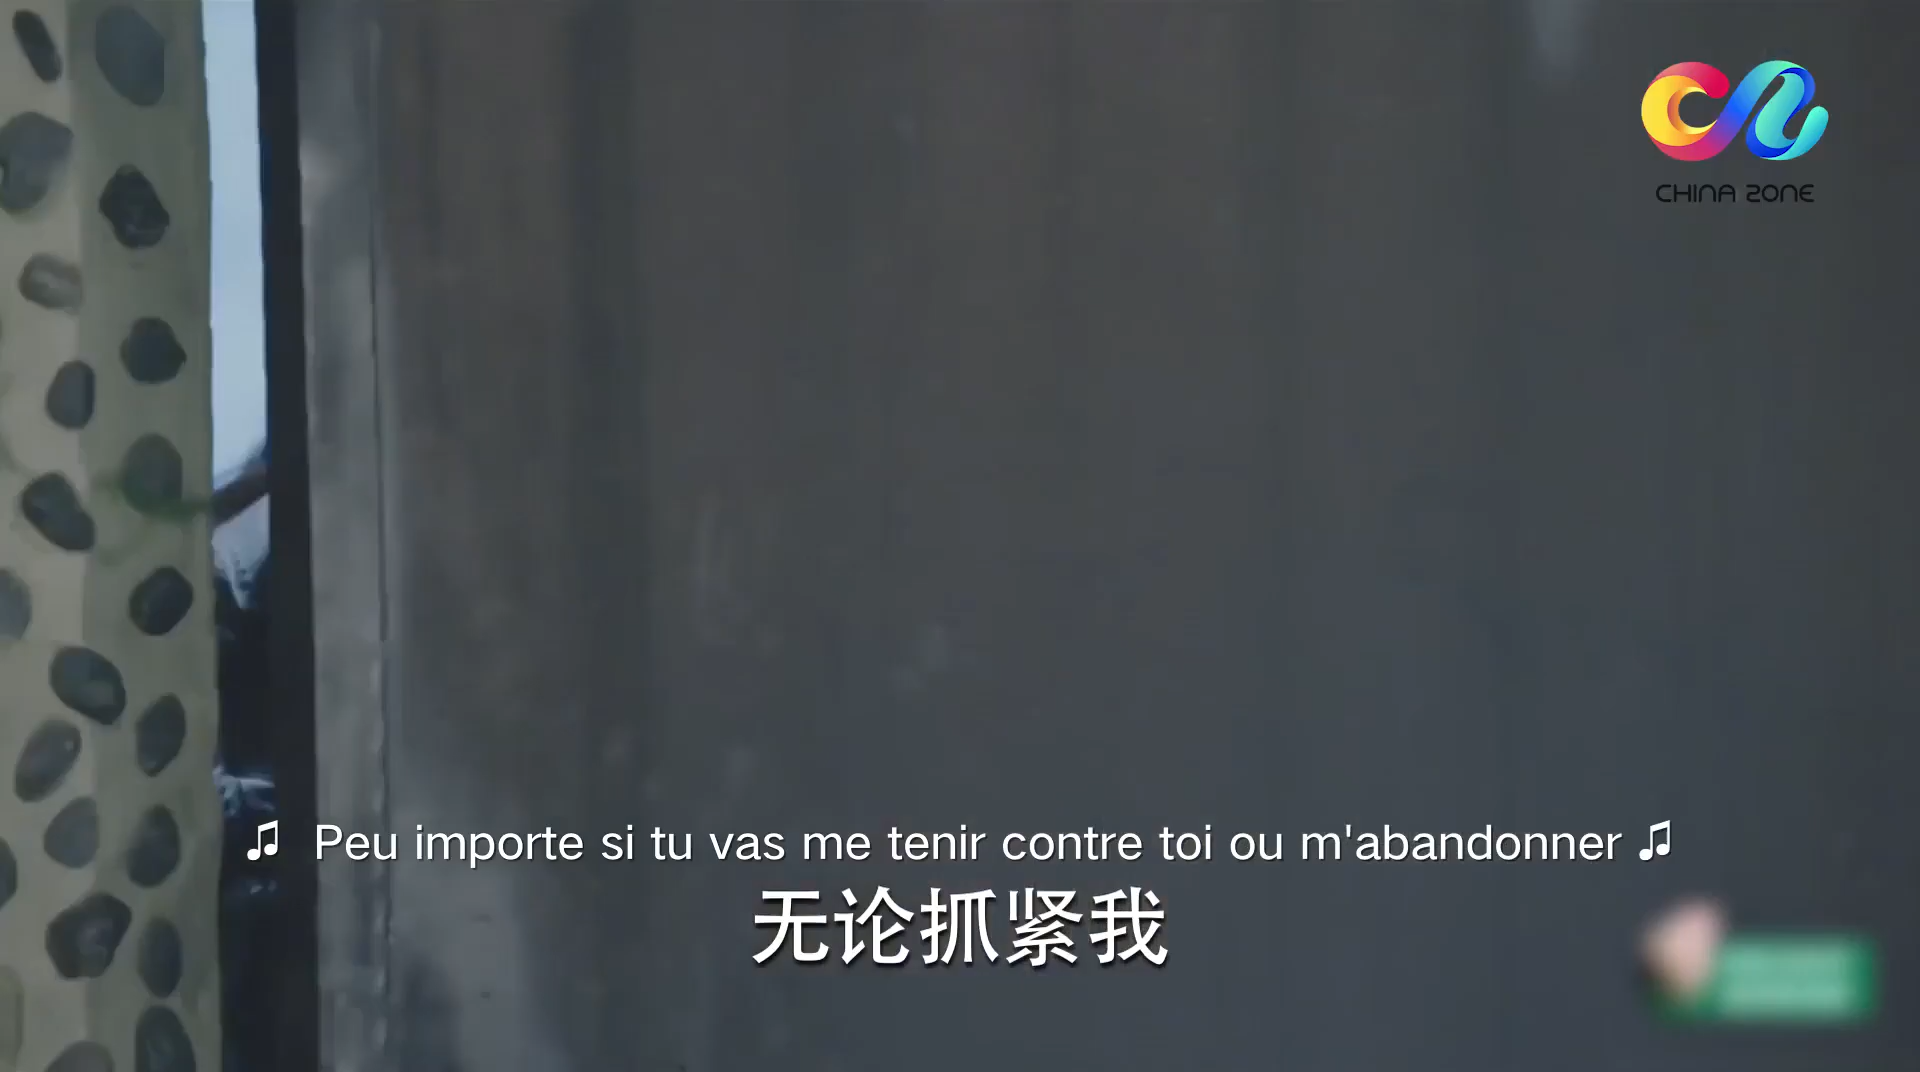 CHINA ZONE
♫ Peu importe si tu vas me tenir contre toi ou m'abandonner ♫
无论抓紧我